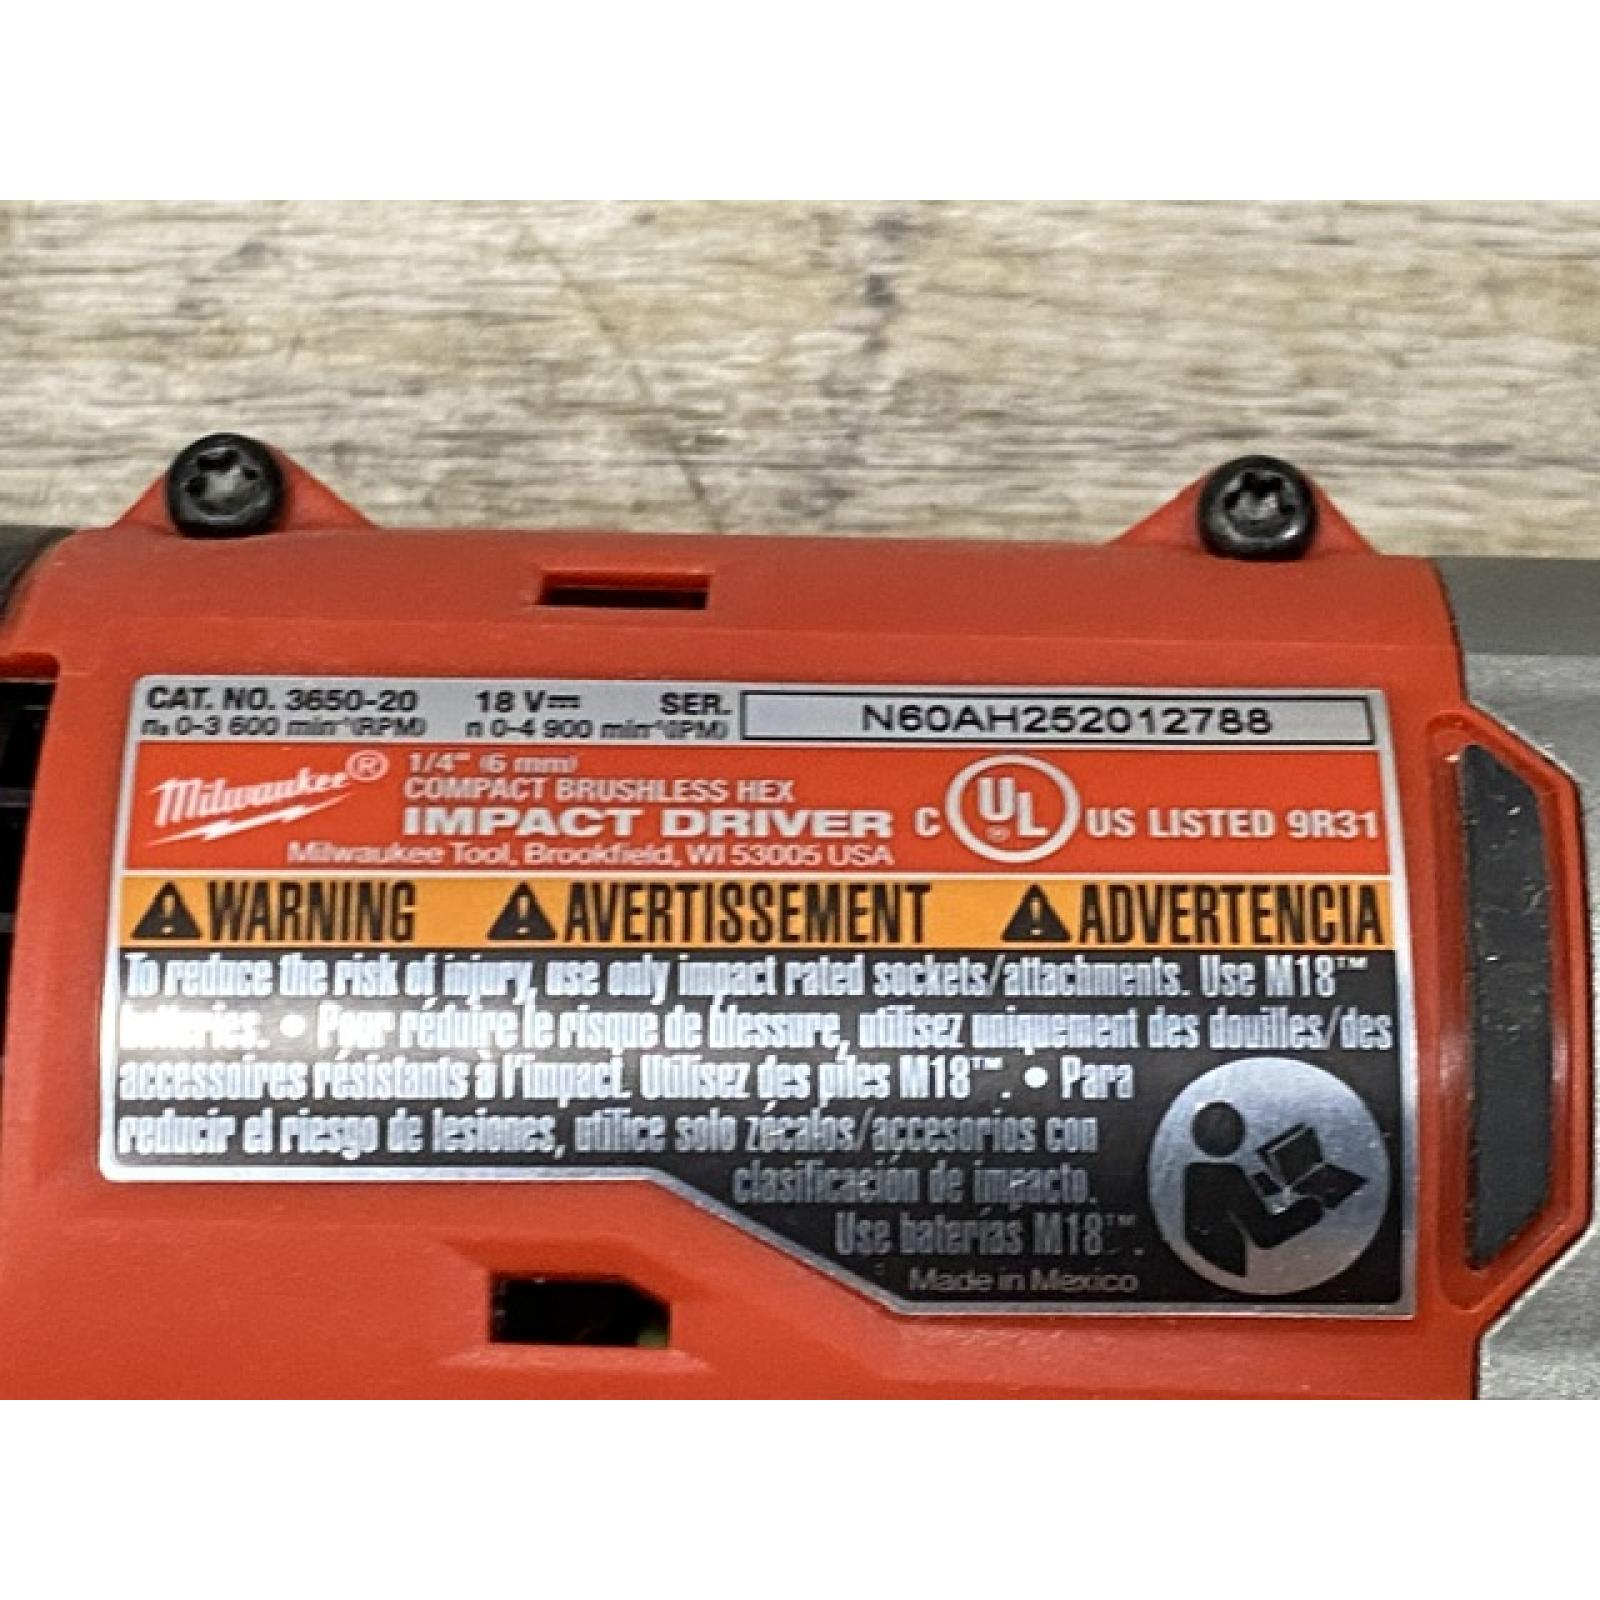 CAT. NO. 3650-20 18 V⎓ SER. N60AH252012788
n₀ 0-3 600 min⁻¹(RPM) n 0-4 900 min⁻¹(IPM)
Milwaukee® 1/4" (6 mm)
COMPACT BRUSHLESS HEX
IMPACT DRIVER
Milwaukee Tool, Brookfield, WI 53005 USA
C UL® US LISTED 9R31
⚠WARNING ⚠AVERTISSEMENT ⚠ADVERTENCIA
To reduce the risk of injury, use only impact rated sockets/attachments. Use M18™
batteries. • Pour réduire le risque de blessure, utilisez uniquement des douilles/des
accessoires résistants à l'impact. Utilisez des piles M18™. • Para
reducir el riesgo de lesiones, utilice solo zócalos/accesorios con
clasificación de impacto.
Use baterías M18™.
Made in Mexico